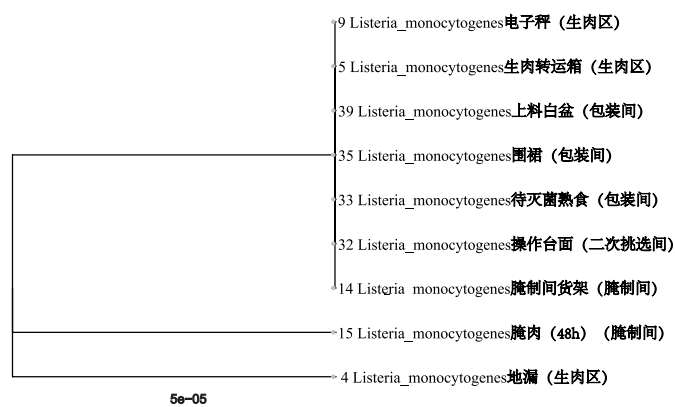 9 Listeria_monocytogenes电子秤（生肉区）
5 Listeria_monocytogenes生肉转运箱（生肉区）
39 Listeria_monocytogenes上料白盆（包装间）
35 Listeria_monocytogenes围裙（包装间）
33 Listeria_monocytogenes待灭菌熟食（包装间）
32 Listeria_monocytogenes操作台面（二次挑选间）
14 Listeria monocytogenes腌制间货架（腌制间）
15 Listeria_monocytogenes腌肉（48h）（腌制间）
4 Listeria_monocytogenes地漏（生肉区）
5e-05